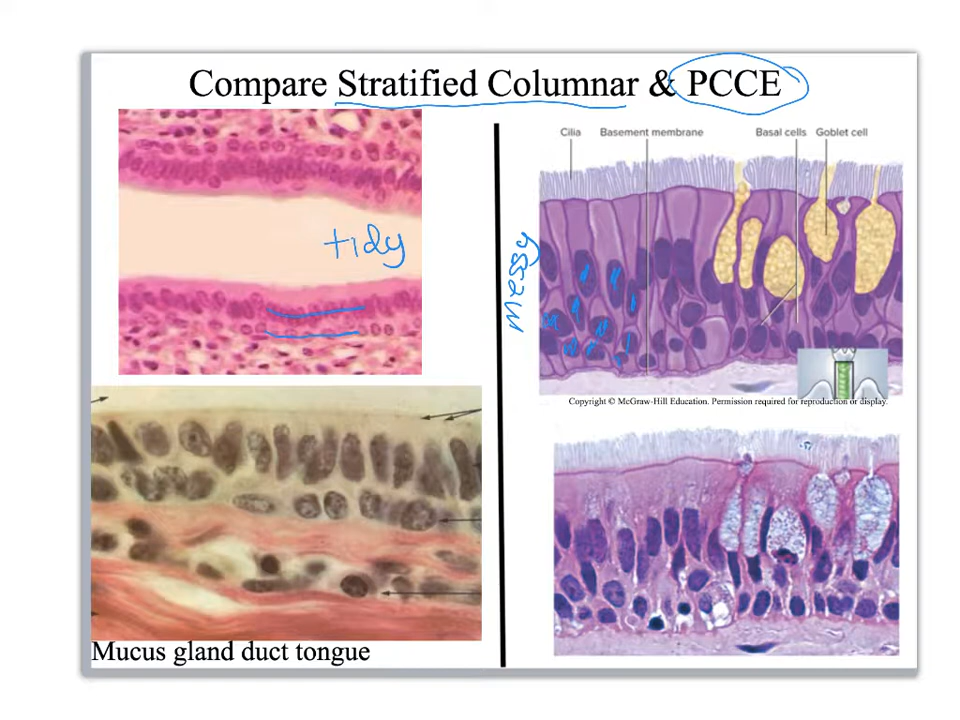 Compare Stratified Columnar & PCCE
tidy
Mucus gland duct tongue
messy
Cilia Basement membrane Basal cells Goblet cell
Copyright © McGraw-Hill Education. Permission required for reproduction or display.